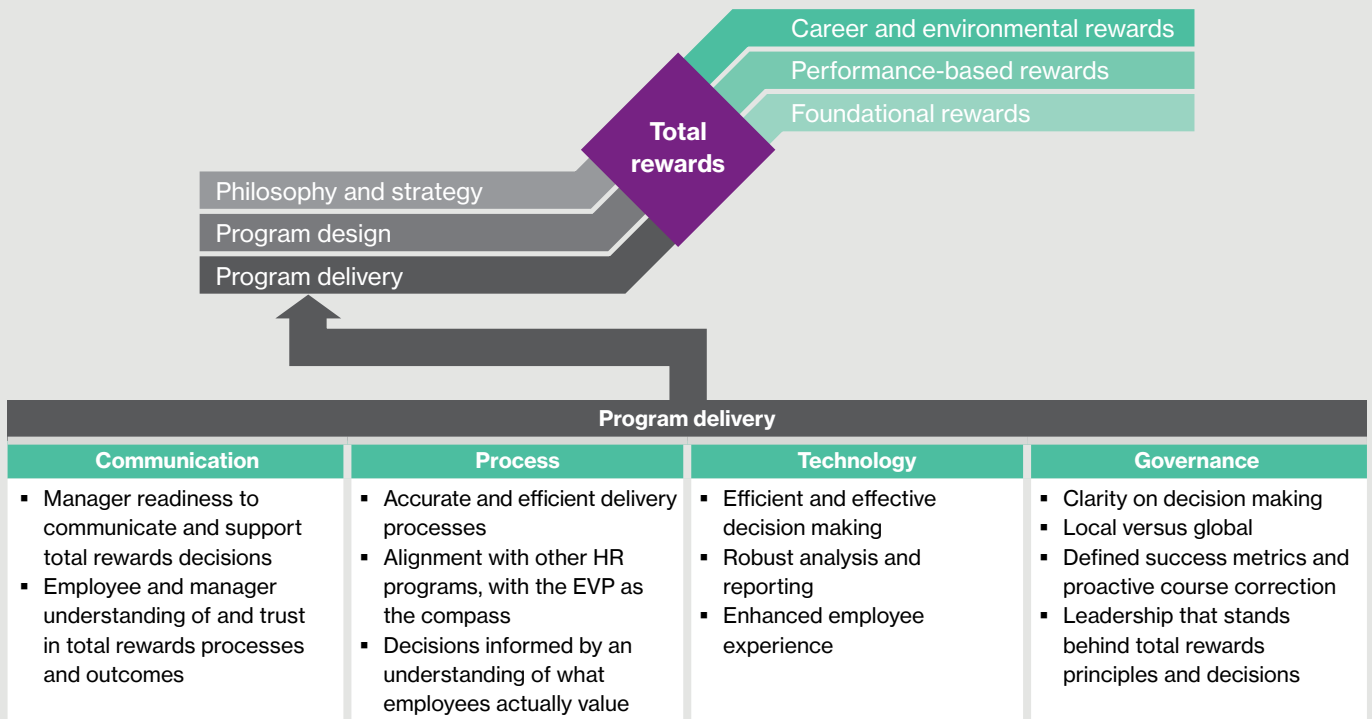 Career and environmental rewards
Performance-based rewards
Foundational rewards
Total
rewards
Philosophy and strategy
Program design
Program delivery
Program delivery
Communication
▪ Manager readiness to
communicate and support
total rewards decisions
▪ Employee and manager
understanding of and trust
in total rewards processes
and outcomes
Process
▪ Accurate and efficient delivery
processes
▪ Alignment with other HR
programs, with the EVP as
the compass
▪ Decisions informed by an
understanding of what
employees actually value
Technology
▪ Efficient and effective
decision making
▪ Robust analysis and
reporting
▪ Enhanced employee
experience
Governance
▪ Clarity on decision making
▪ Local versus global
▪ Defined success metrics and
proactive course correction
▪ Leadership that stands
behind total rewards
principles and decisions